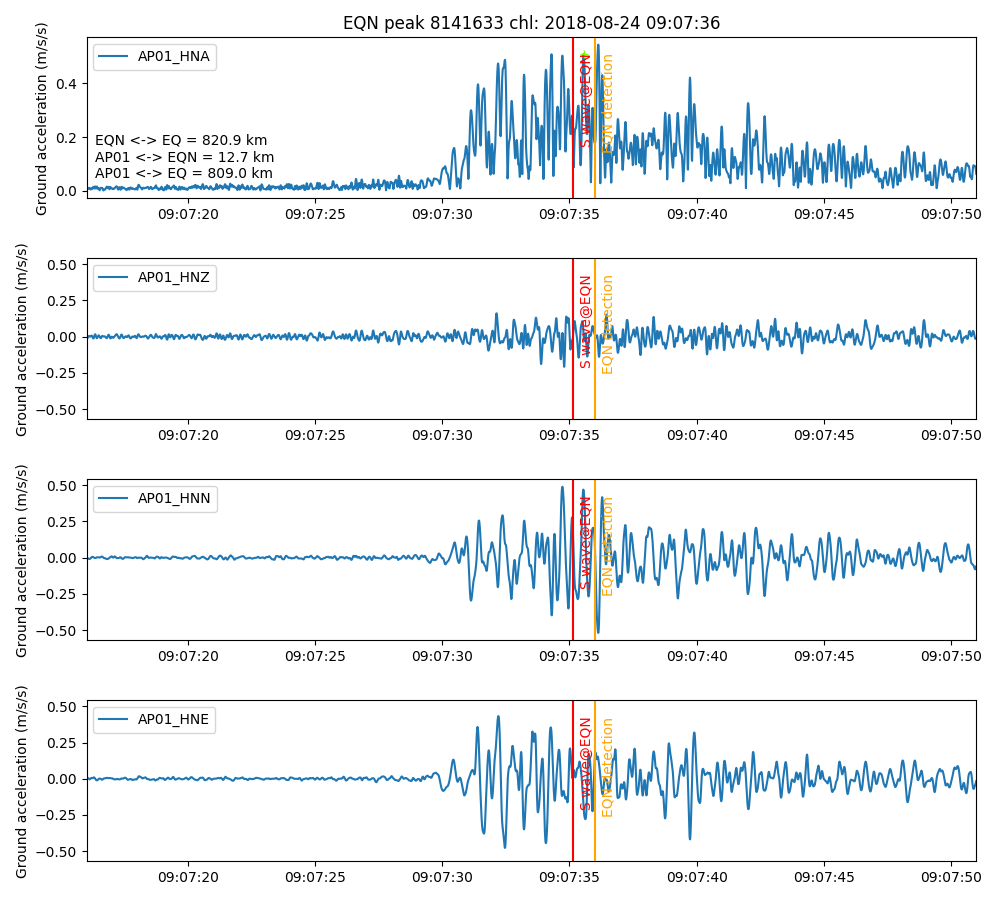 EQN peak 8141633 chl: 2018-08-24 09:07:36
Ground acceleration (m/s/s)
0.4
0.2
0.0
AP01_HNA
EQN <-> EQ = 820.9 km
AP01 <-> EQN = 12.7 km
AP01 <-> EQ = 809.0 km
S wave@EQN
EQN detection
09:07:20 09:07:25 09:07:30 09:07:35 09:07:40 09:07:45 09:07:50
Ground acceleration (m/s/s)
0.50
0.25
0.00
−0.25
−0.50
AP01_HNZ
S wave@EQN
EQN detection
09:07:20 09:07:25 09:07:30 09:07:35 09:07:40 09:07:45 09:07:50
Ground acceleration (m/s/s)
0.50
0.25
0.00
−0.25
−0.50
AP01_HNN
S wave@EQN
EQN detection
09:07:20 09:07:25 09:07:30 09:07:35 09:07:40 09:07:45 09:07:50
Ground acceleration (m/s/s)
0.50
0.25
0.00
−0.25
−0.50
AP01_HNE
S wave@EQN
EQN detection
09:07:20 09:07:25 09:07:30 09:07:35 09:07:40 09:07:45 09:07:50